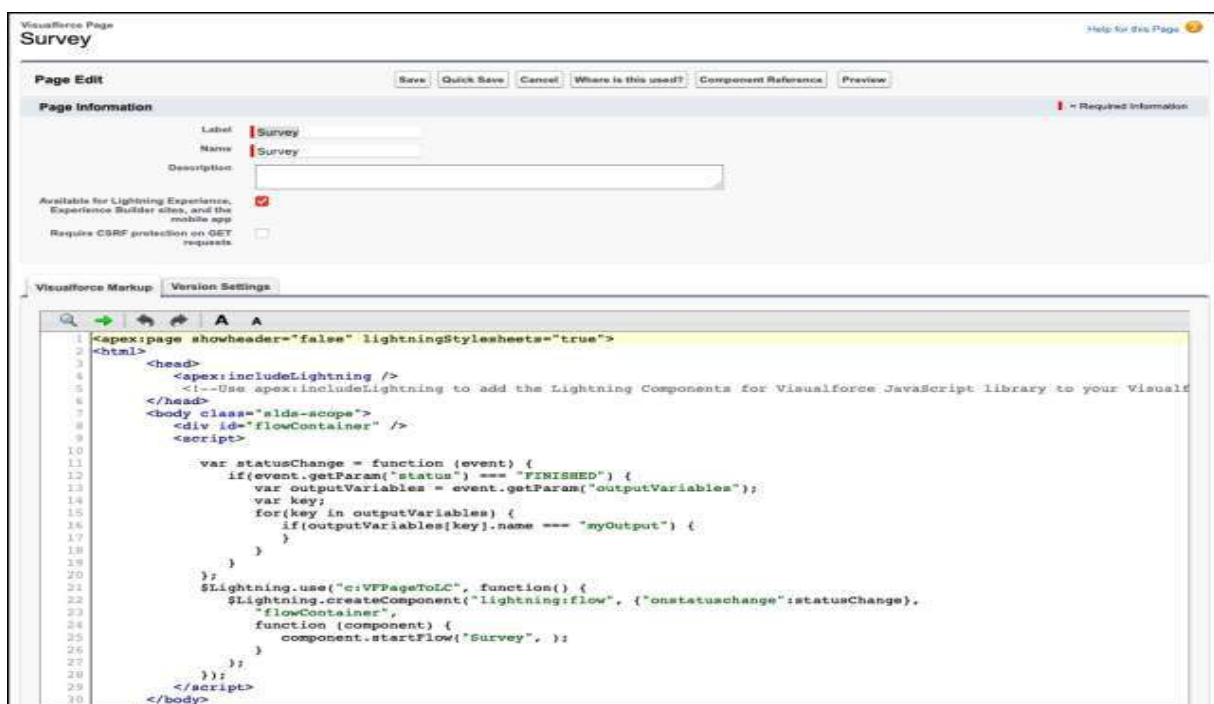 Visualforce Page
Survey
Help for this Page
Page Edit
Save Quick Save Cancel Where is this used? Component Reference Preview
Page Information
= Required Information
Label Survey
Name Survey
Description
Available for Lightning Experience,
Experience Builder sites, and the
mobile app
Require CSRF protection on GET
requests
Visualforce Markup Version Settings
A A
1 <apex:page showheader="false" lightningStylesheets="true">
2 <html>
3 <head>
4 <apex:includeLightning />
5 <!--Use apex:includeLightning to add the Lightning Components for Visualforce JavaScript library to your Visualf
6 </head>
7 <body class="slds-scope">
8 <div id="flowContainer" />
9 <script>
10
11 var statusChange = function (event) {
12 if(event.getParam("status") === "FINISHED") {
13 var outputVariables = event.getParam("outputVariables");
14 var key;
15 for(key in outputVariables) {
16 if(outputVariables[key].name === "myOutput") {
17 }
18 }
19 }
20 };
21 $Lightning.use("c:VFPageToLC", function() {
22 $Lightning.createComponent("lightning:flow", {"onstatuschange":statusChange},
23 "flowContainer",
24 function (component) {
25 component.startFlow("Survey", );
26 }
27 );
28 });
29 </script>
30 </body>